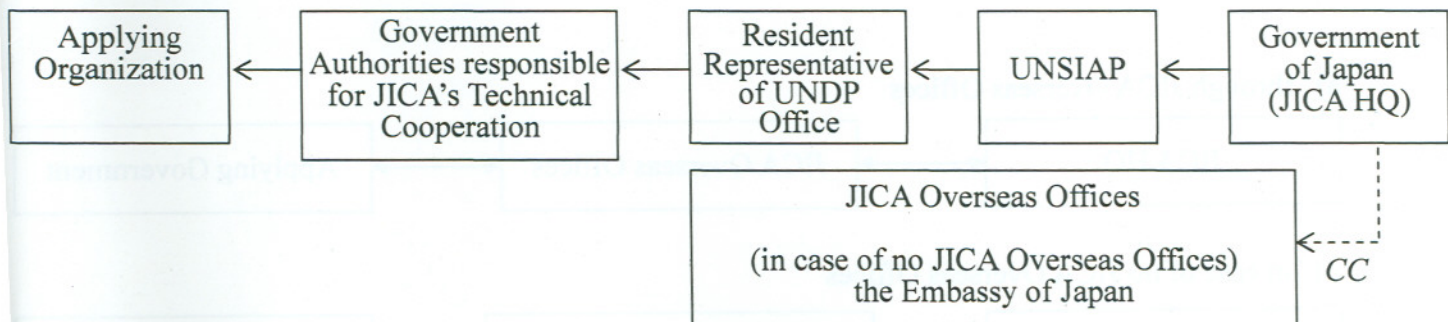 Applying
Organization
Government
Authorities responsible
for JICA's Technical
Cooperation
Resident
Representative
of UNDP
Office
UNSIAP
Government
of Japan
(JICA HQ)
JICA Overseas Offices
(in case of no JICA Overseas Offices)
the Embassy of Japan
CC